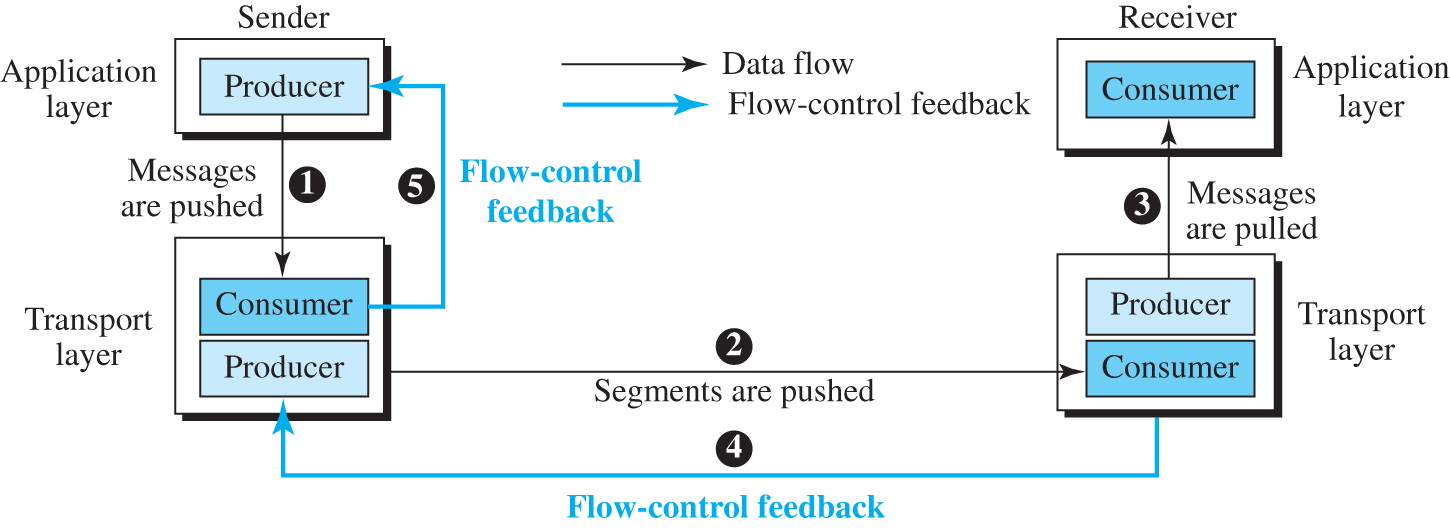 Sender
Receiver
Application
layer
Producer
Data flow
Flow-control feedback
Consumer
Application
layer
Messages
are pushed
1
5
Flow-control
feedback
3
Messages
are pulled
Transport
layer
Consumer
Producer
2
Segments are pushed
Producer
Consumer
Transport
layer
4
Flow-control feedback